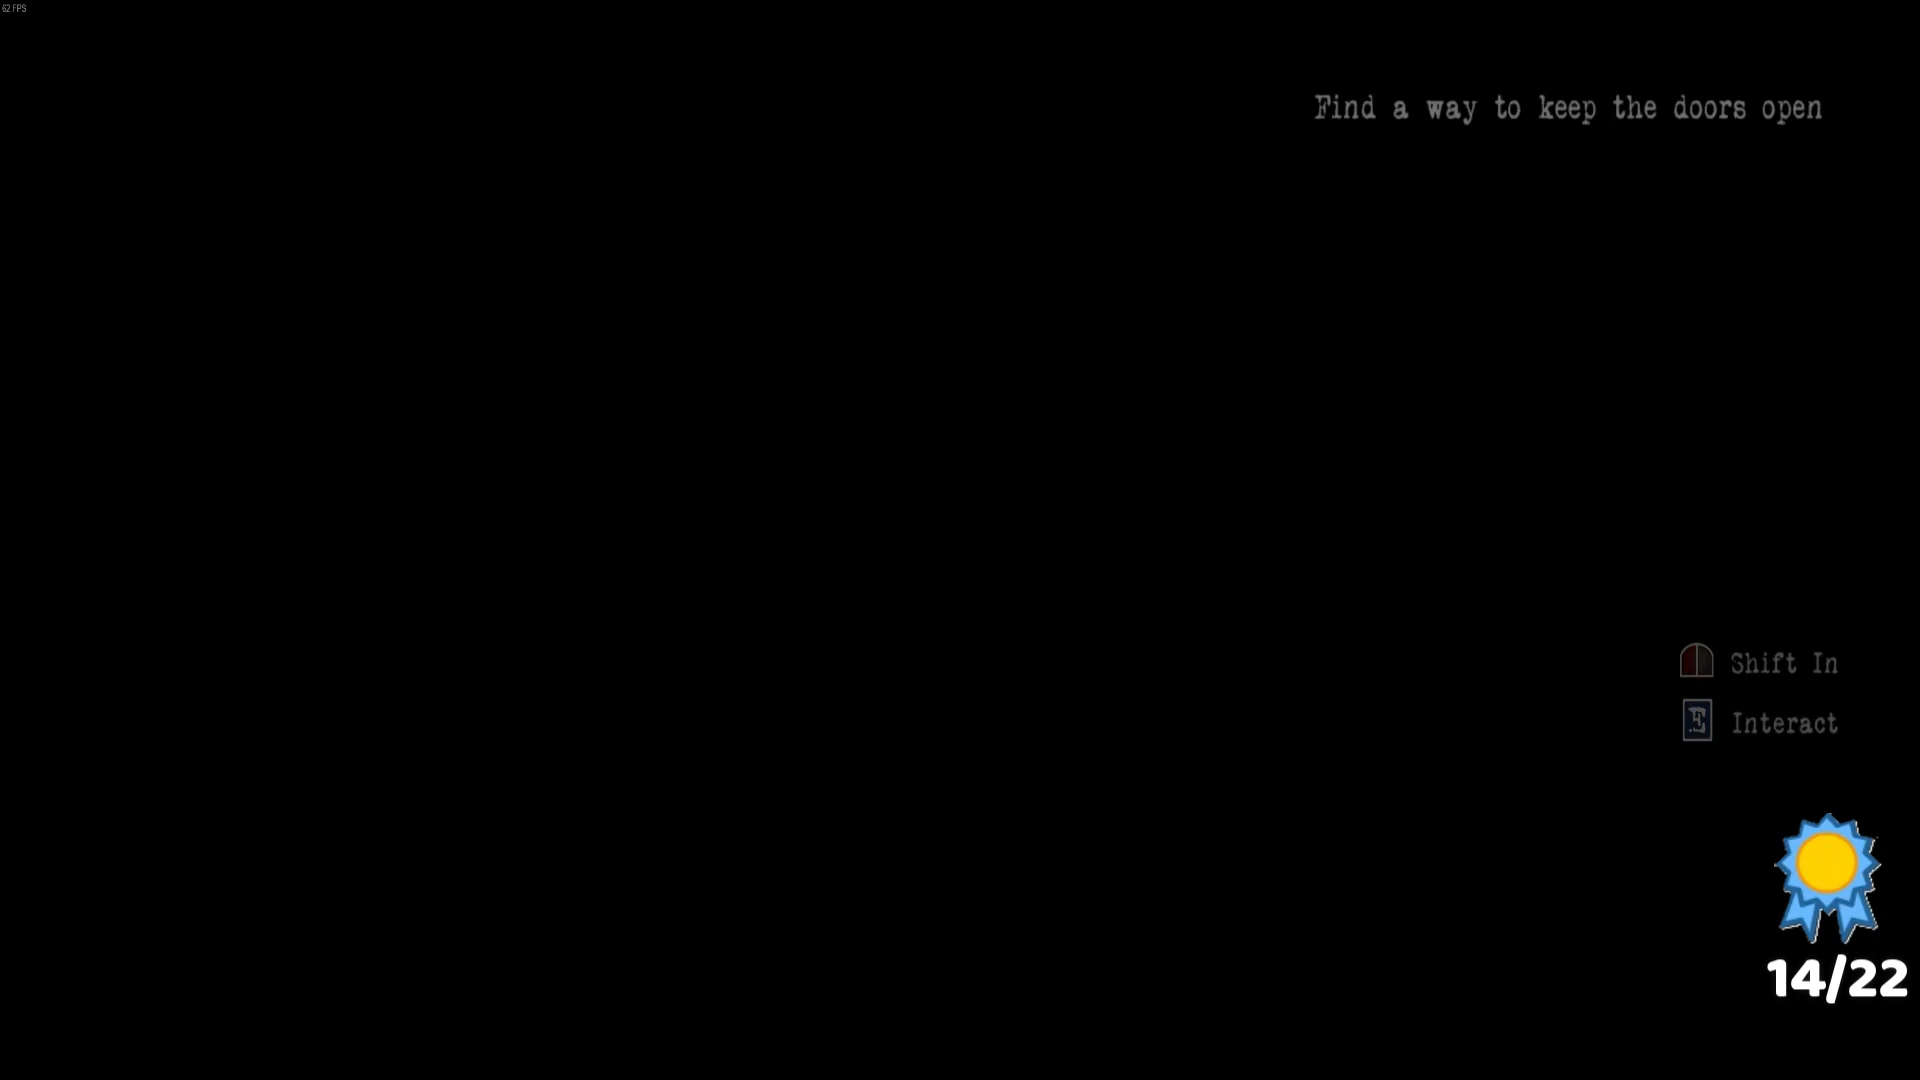 62 FPS
Find a way to keep the doors open
Shift In
E Interact
14/22